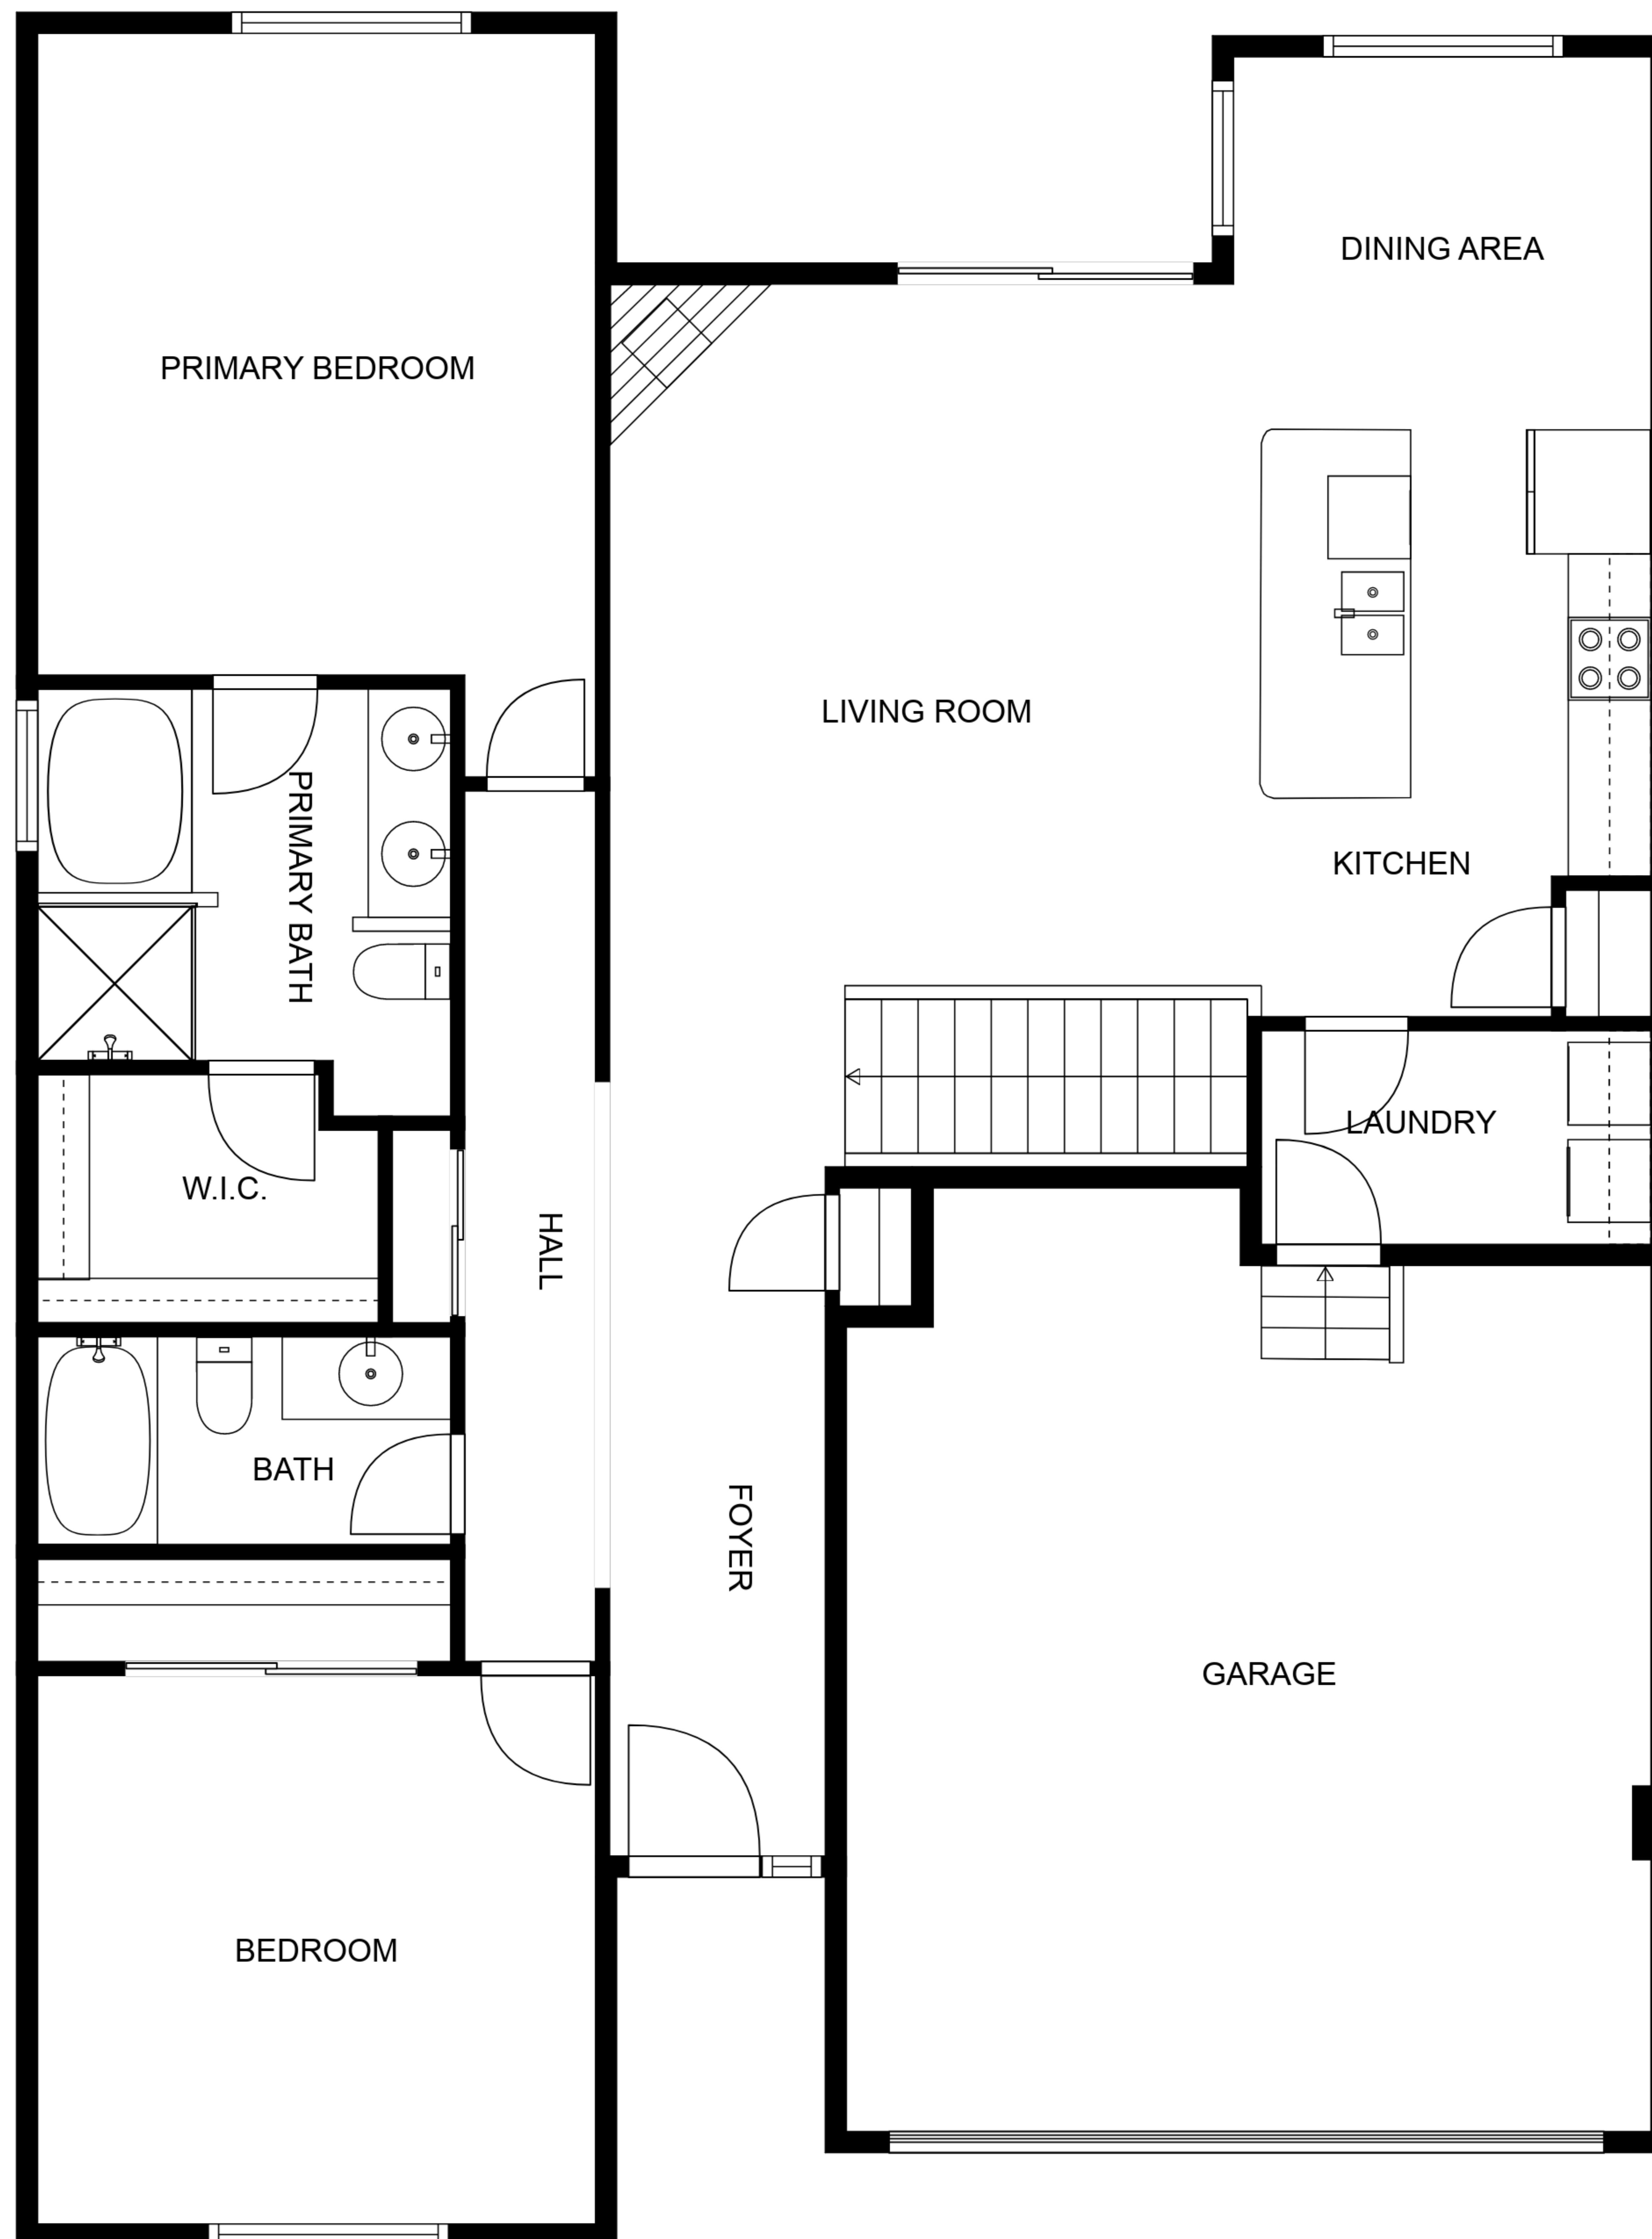 DINING AREA
PRIMARY BEDROOM
LIVING ROOM
KITCHEN
PRIMARY BATH
LAUNDRY
W.I.C.
HALL
BATH
FOYER
GARAGE
BEDROOM